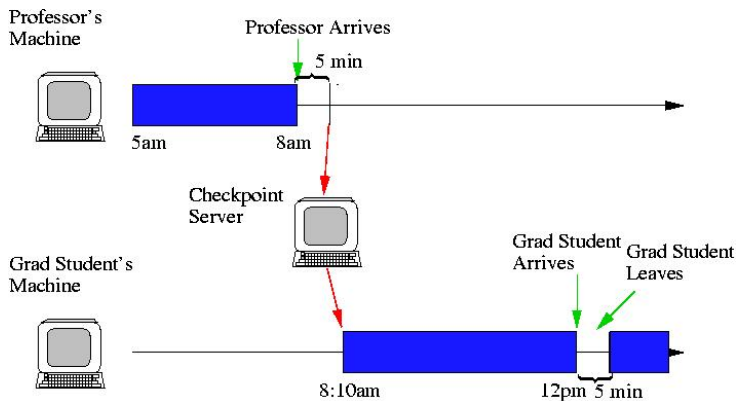 Professor's
Machine
Professor Arrives
5 min
5am
8am
Checkpoint
Server
Grad Student's
Machine
Grad Student
Arrives
Grad Student
Leaves
8:10am
12pm
5 min